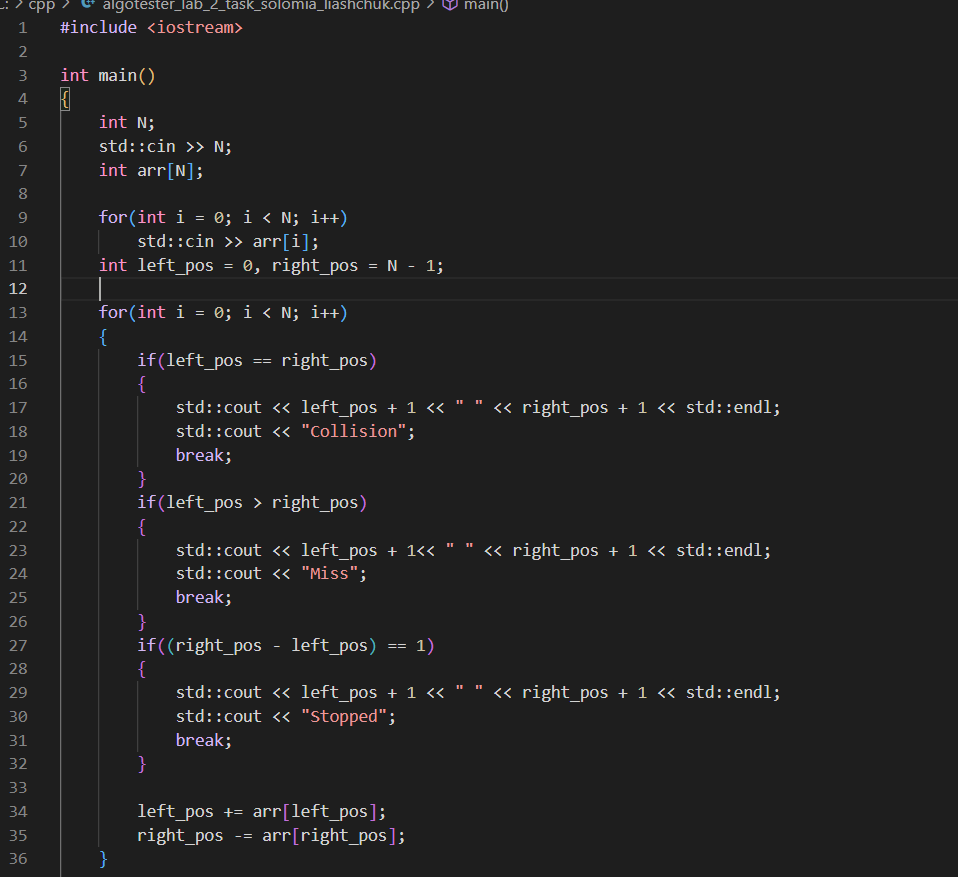 C: > cpp > algotester_lab_2_task_solomia_liashchuk.cpp > main()
1 #include <iostream>
2
3 int main()
4 {
5     int N;
6     std::cin >> N;
7     int arr[N];
8
9     for(int i = 0; i < N; i++)
10         std::cin >> arr[i];
11     int left_pos = 0, right_pos = N - 1;
12
13     for(int i = 0; i < N; i++)
14     {
15         if(left_pos == right_pos)
16         {
17             std::cout << left_pos + 1 << " " << right_pos + 1 << std::endl;
18             std::cout << "Collision";
19             break;
20         }
21         if(left_pos > right_pos)
22         {
23             std::cout << left_pos + 1<< " " << right_pos + 1 << std::endl;
24             std::cout << "Miss";
25             break;
26         }
27         if((right_pos - left_pos) == 1)
28         {
29             std::cout << left_pos + 1 << " " << right_pos + 1 << std::endl;
30             std::cout << "Stopped";
31             break;
32         }
33
34         left_pos += arr[left_pos];
35         right_pos -= arr[right_pos];
36     }